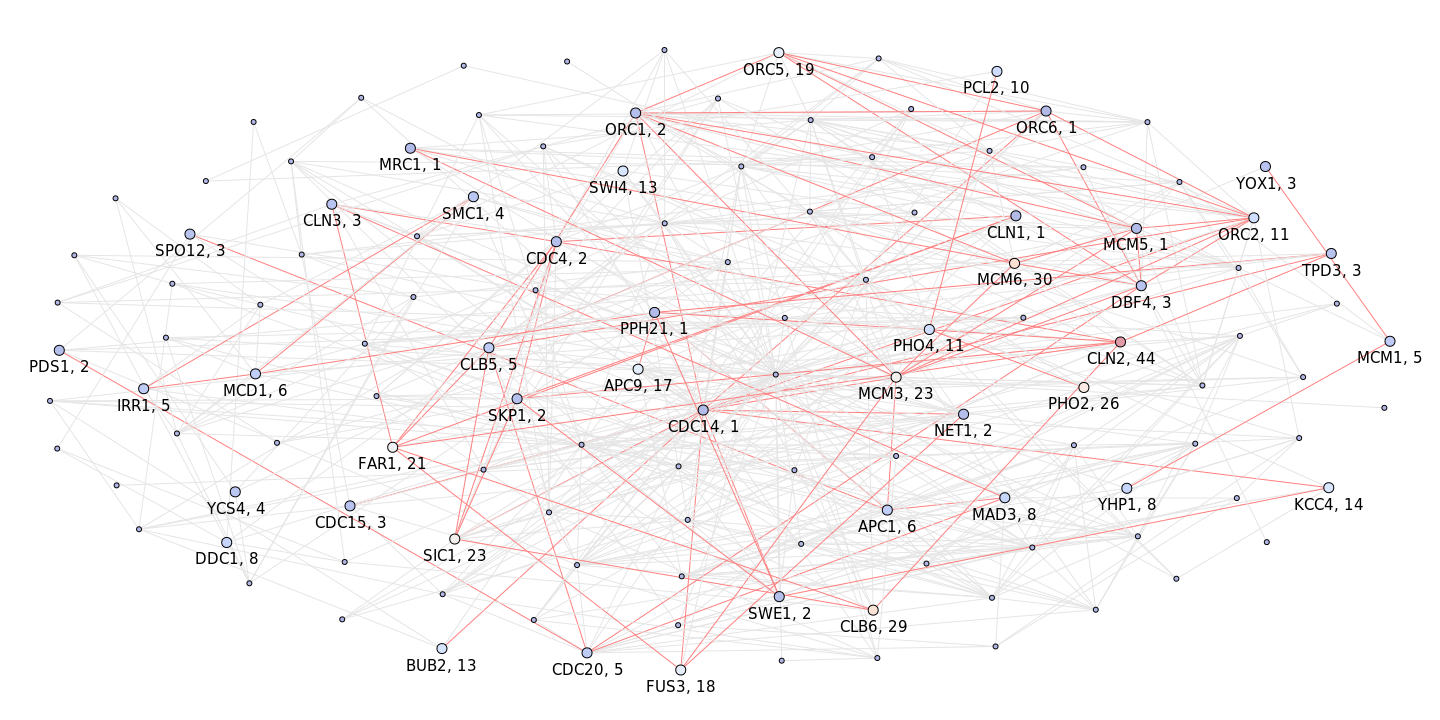 ORC5, 19
PCL2, 10
ORC1, 2
ORC6, 1
MRC1, 1
SWI4, 13
YOX1, 3
CLN3, 3
SMC1, 4
CLN1, 1
MCM5, 1
ORC2, 11
SPO12, 3
CDC4, 2
MCM6, 30
TPD3, 3
DBF4, 3
PPH21, 1
PHO4, 11
CLN2, 44
MCM1, 5
PDS1, 2
CLB5, 5
APC9, 17
MCM3, 23
MCD1, 6
IRR1, 5
SKP1, 2
PHO2, 26
CDC14, 1
NET1, 2
FAR1, 21
YCS4, 4
CDC15, 3
APC1, 6
MAD3, 8
YHP1, 8
KCC4, 14
DDC1, 8
SIC1, 23
SWE1, 2
CLB6, 29
BUB2, 13
CDC20, 5
FUS3, 18